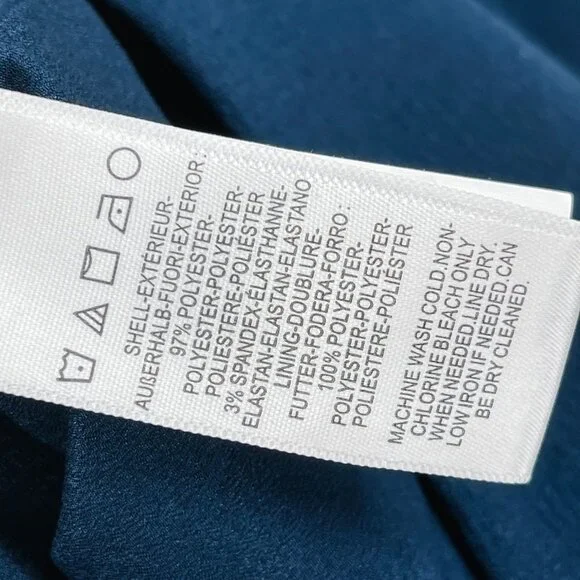 SHELL-EXTÉRIEUR-
AUßERHALB-FUORI-EXTERIOR :
97% POLYESTER-
POLYESTER-POLYESTER-
POLIESTERE-POLIÉSTER
3% SPANDEX-ÉLASTHANNE-
ELASTAN-ELASTAN-ELASTANO
LINING-DOUBLURE-
FUTTER-FODERA-FORRO :
100% POLYESTER-
POLYESTER-POLYESTER-
POLIESTERE-POLIÉSTER
MACHINE WASH COLD. NON-
CHLORINE BLEACH ONLY
WHEN NEEDED. LINE DRY.
LOW IRON IF NEEDED. CAN
BE DRY CLEANED.